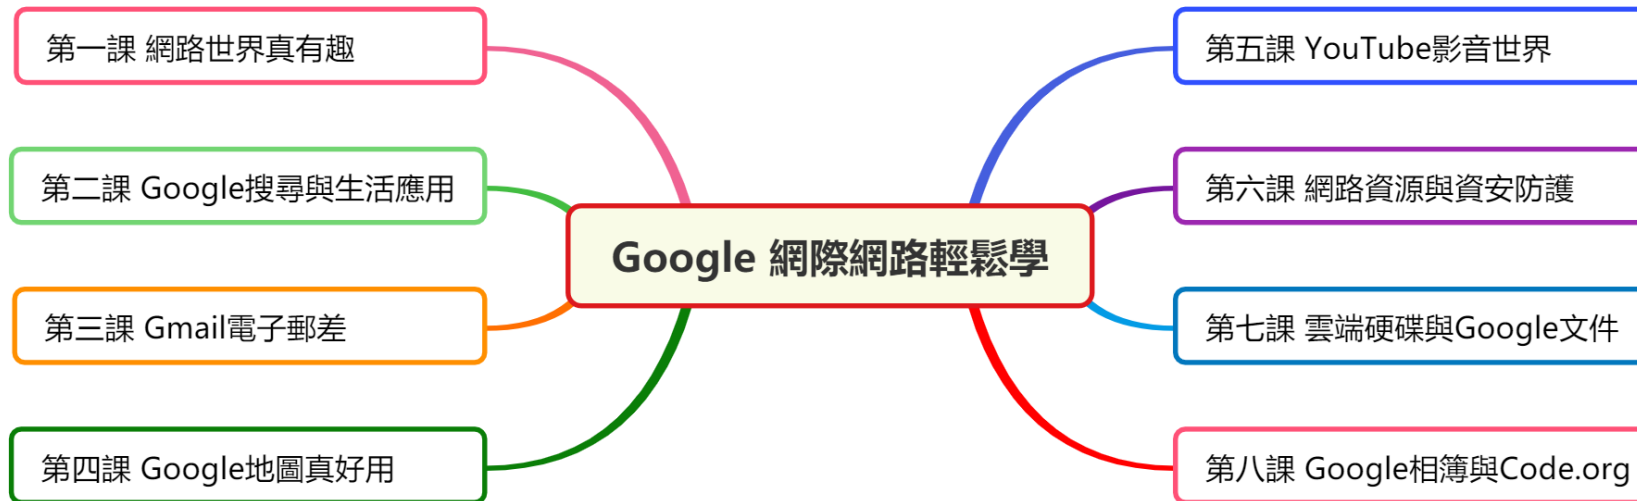 第一課 網路世界真有趣
第二課 Google搜尋與生活應用
第三課 Gmail電子郵差
第四課 Google地圖真好用
Google 網際網路輕鬆學
第五課 YouTube影音世界
第六課 網路資源與資安防護
第七課 雲端硬碟與Google文件
第八課 Google相簿與Code.org